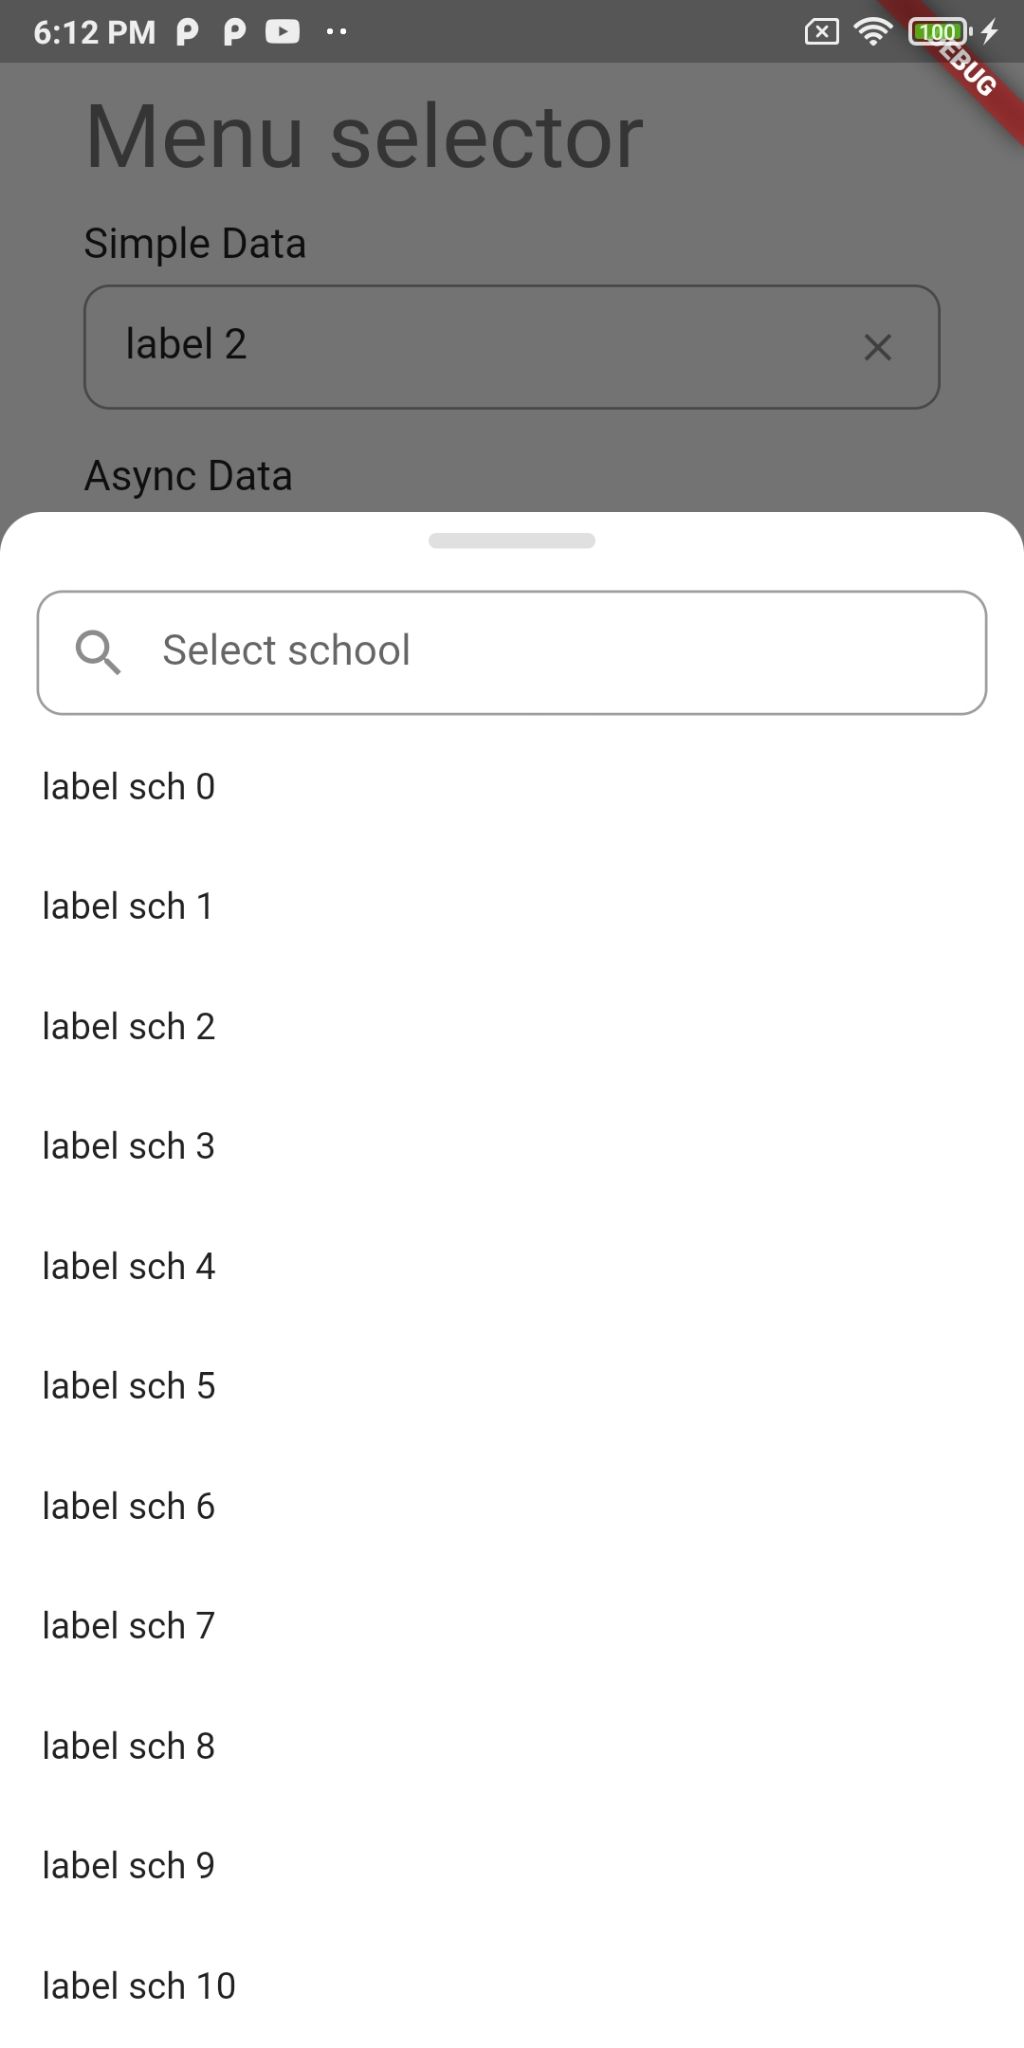 6:12 PM
100
DEBUG
Menu selector
Simple Data
label 2
Async Data
Select school
label sch 0
label sch 1
label sch 2
label sch 3
label sch 4
label sch 5
label sch 6
label sch 7
label sch 8
label sch 9
label sch 10